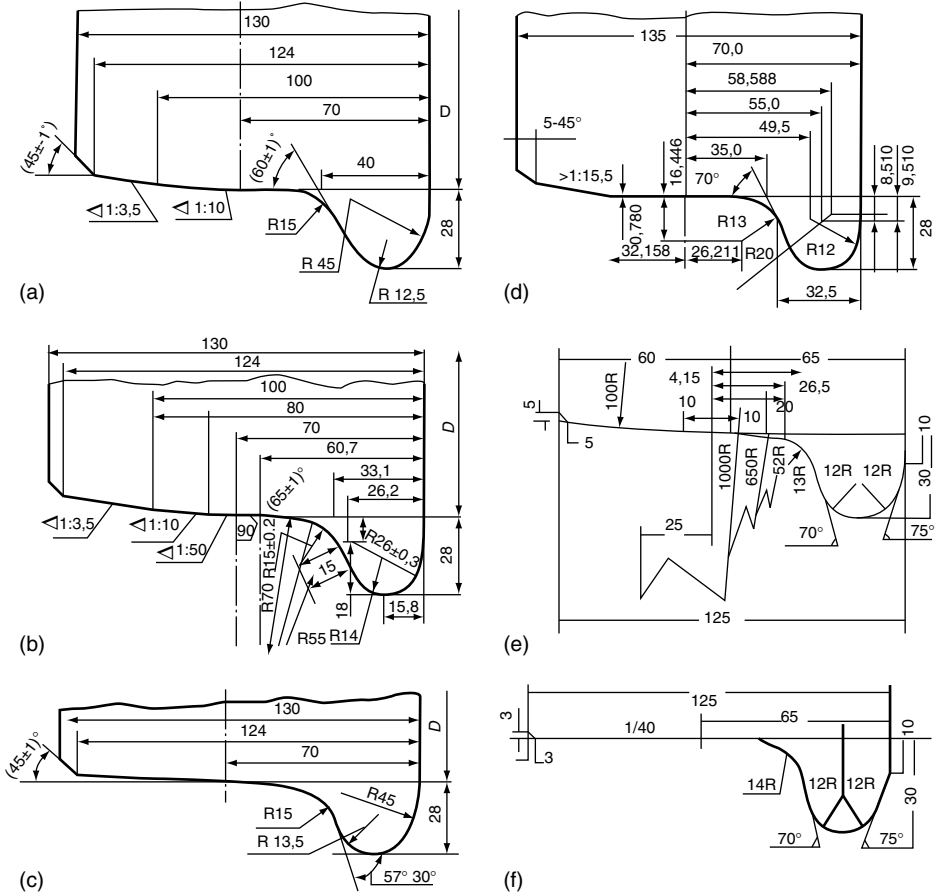 130
124
100
70
D
(45±-1°)
(60±1)°
40
◁1:3,5
◁1:10
R15
R 45
28
R 12,5
(a)
135
70,0
58,588
55,0
5-45°
49,5
35,0
16,446
8,510
9,510
>1:15,5
70°
0,780
R13
28
32,158
26,211
R20
R12
(d)
32,5
130
124
100
80
D
70
60,7
33,1
(65±1)°
26,2
◁1:3,5
◁1:10
90
◁1:50
R70
R15±0.2
R26±0,3
15
28
18
R55
R14
15,8
(b)
60
65
4,15
26,5
100R
5
10
10
20
10
5
1000R
650R
52R
13R
12R
12R
30
25
70°
75°
125
(e)
130
D
124
(45±1)°
70
R45
R15
28
R 13,5
57° 30°
(c)
125
3
65
1/40
10
3
14R
12R
12R
30
70°
75°
(f)